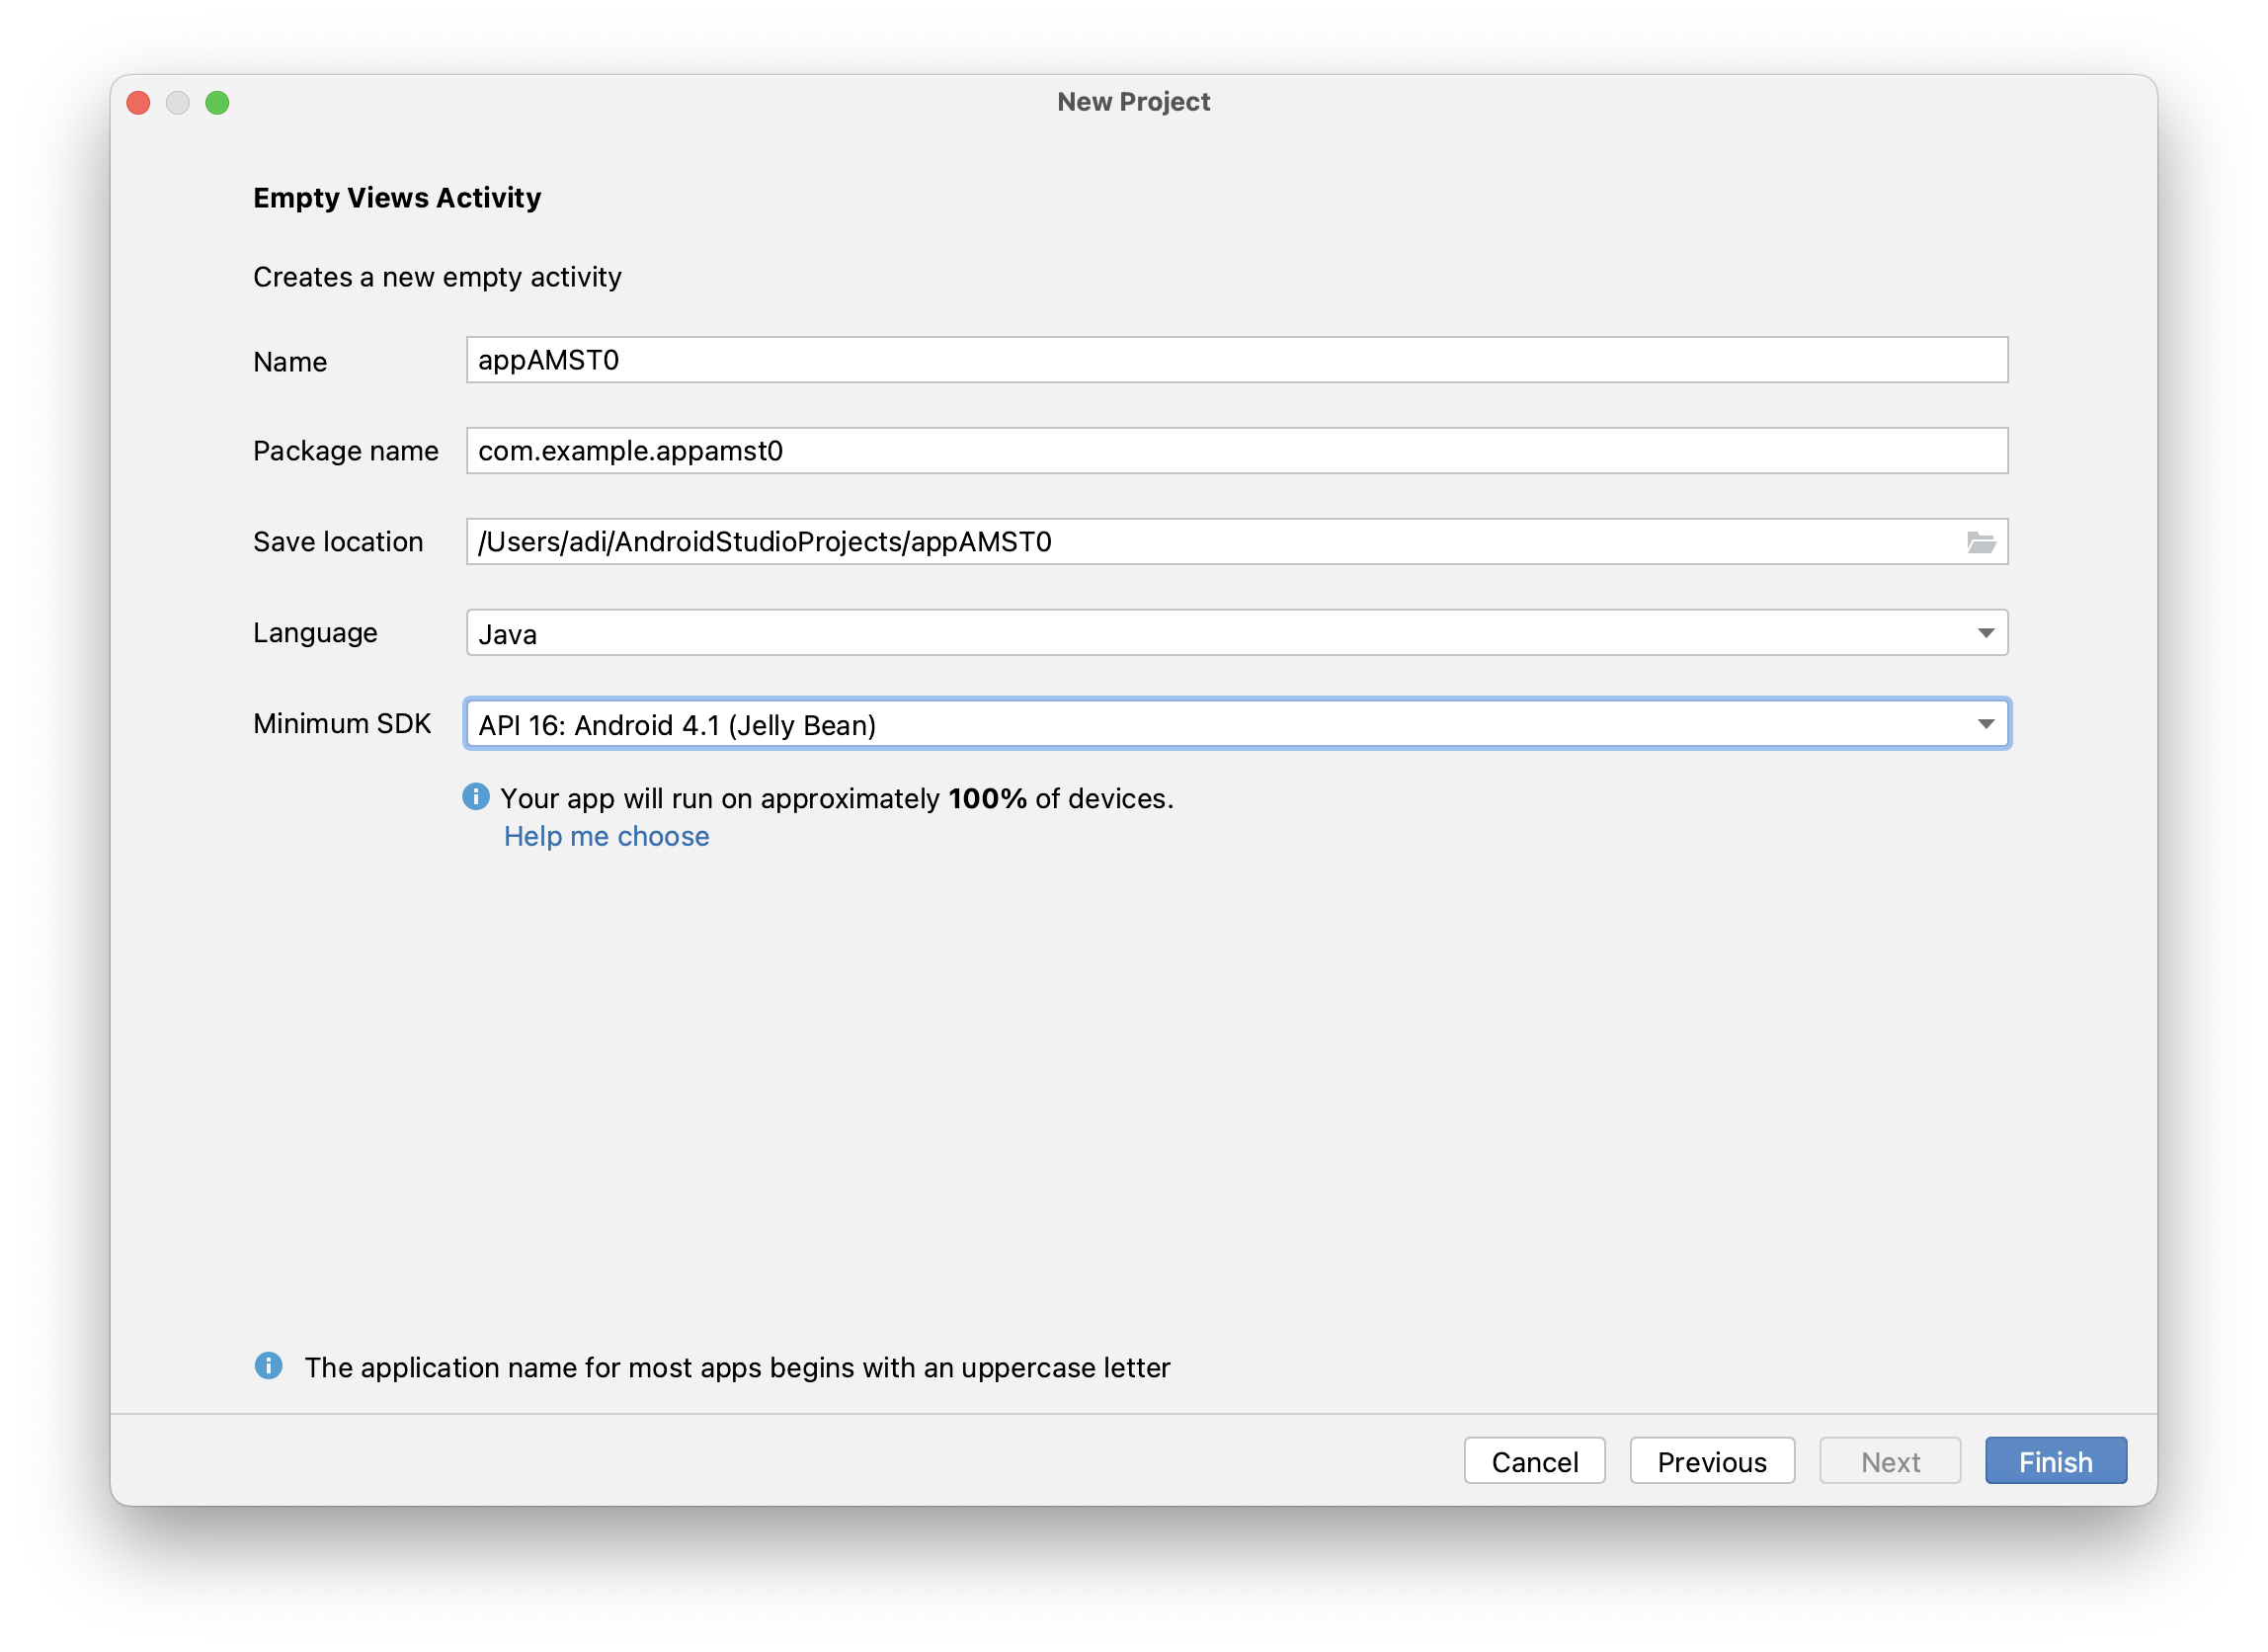 New Project
Empty Views Activity
Creates a new empty activity
Name appAMST0
Package name com.example.appamst0
Save location /Users/adi/AndroidStudioProjects/appAMST0
Language Java
Minimum SDK API 16: Android 4.1 (Jelly Bean)
Your app will run on approximately 100% of devices.
Help me choose
The application name for most apps begins with an uppercase letter
Cancel Previous Next Finish